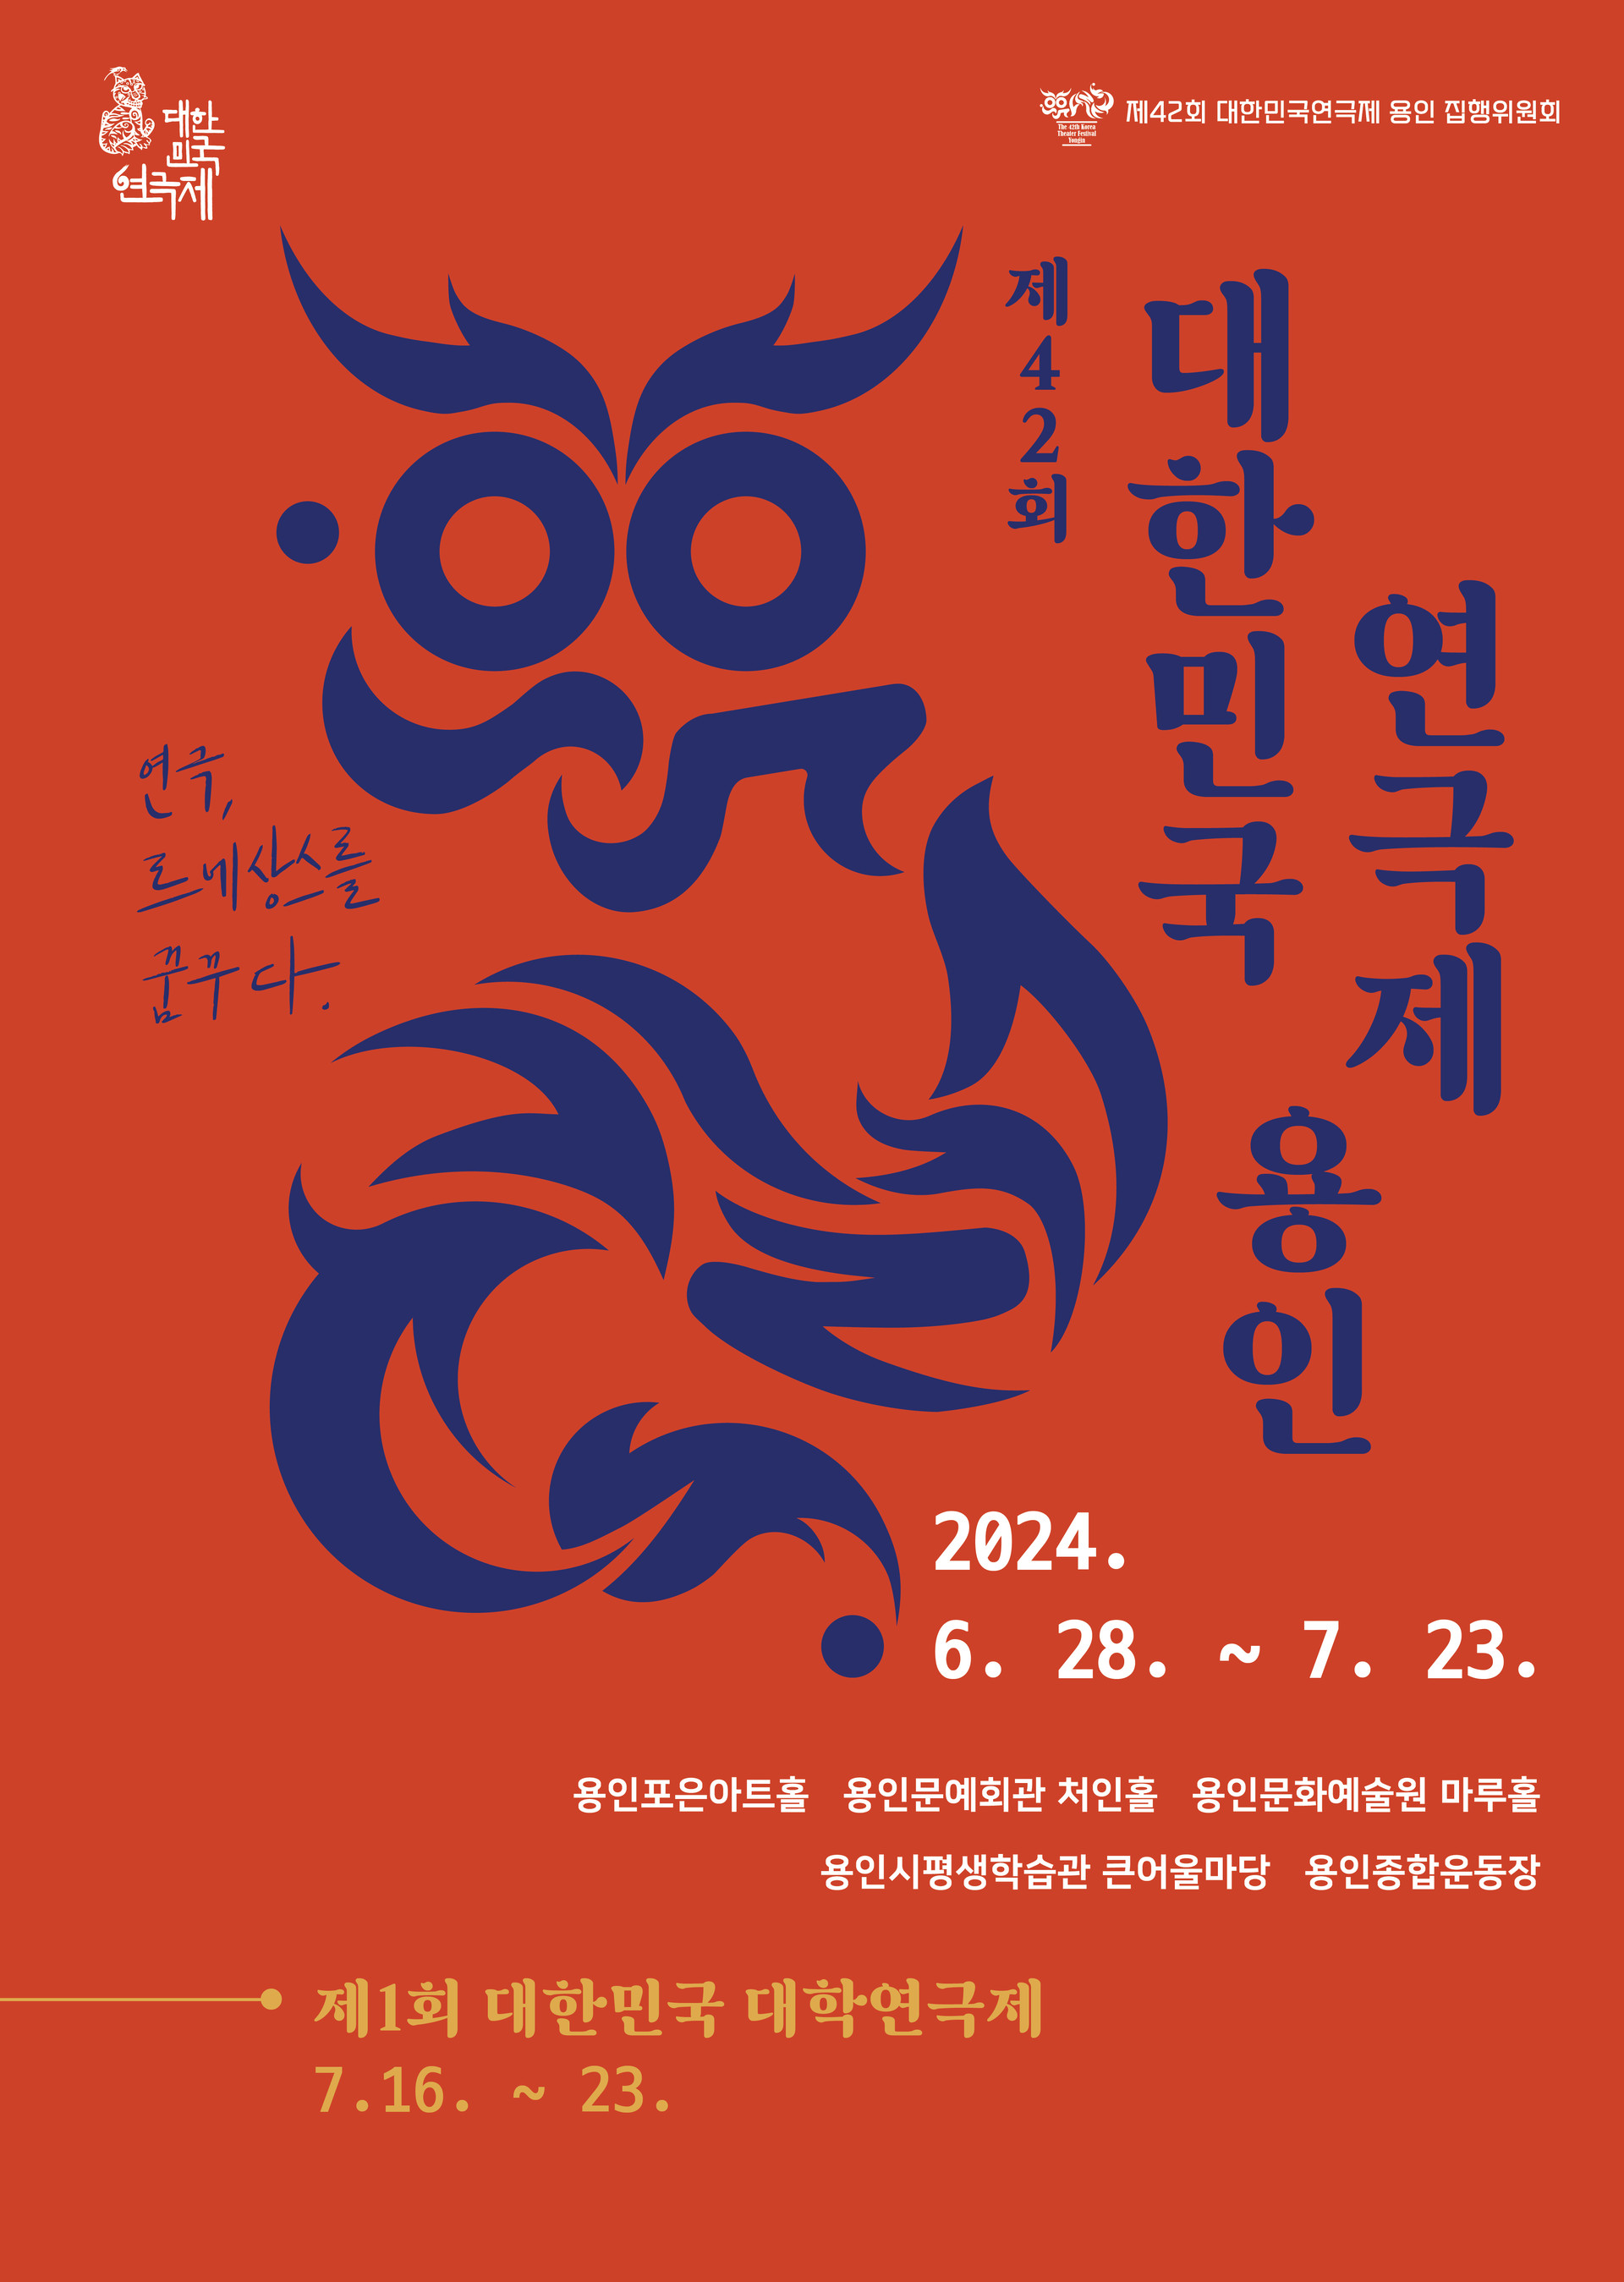 대한
민국
연극제
The 42th Korea
Theater Festival
Yongin
제42회 대한민국연극제 용인 집행위원회
제42회
대한민국
연극제
용인
연극,
르네상스를
꿈꾸다.
2024.
6. 28. ~ 7. 23.
용인포은아트홀 용인문예회관 처인홀 용인문화예술원 마루홀
용인시평생학습관 큰어울마당 용인종합운동장
제1회 대한민국 대학연극제
7.16. ~ 23.